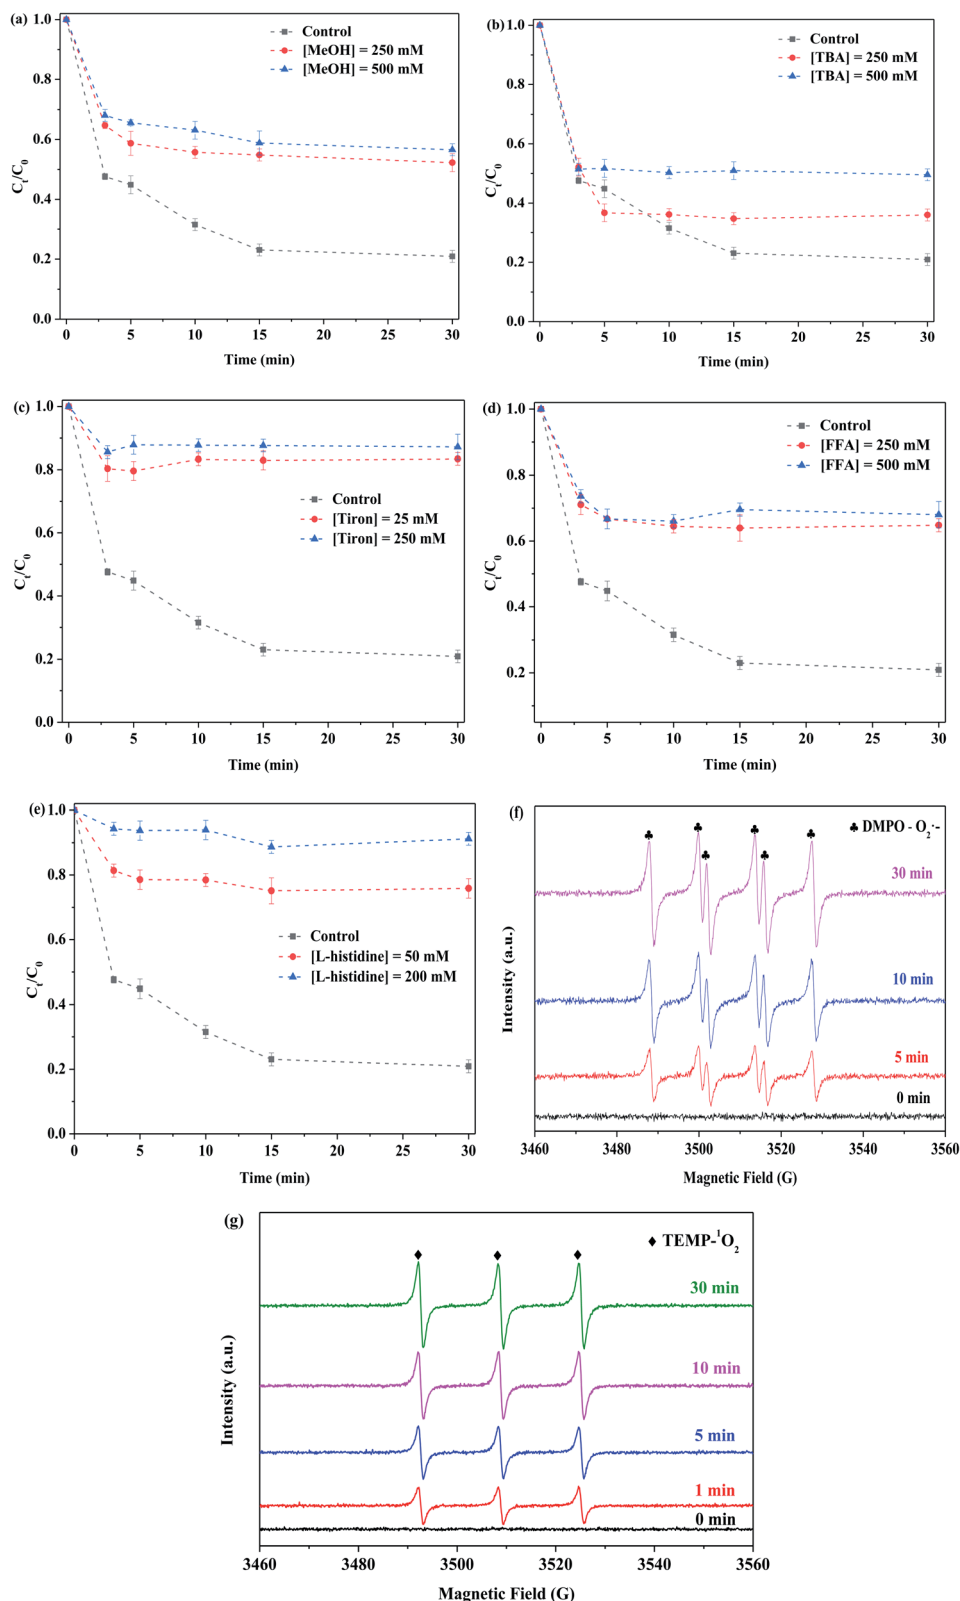 (a)
Control
[MeOH] = 250 mM
[MeOH] = 500 mM
1.0
0.8
0.6
0.4
0.2
0.0
Ct/C0
0 5 10 15 20 25 30
Time (min)
(b)
Control
[TBA] = 250 mM
[TBA] = 500 mM
1.0
0.8
0.6
0.4
0.2
0.0
Ct/C0
0 5 10 15 20 25 30
Time (min)
(c)
Control
[Tiron] = 25 mM
[Tiron] = 250 mM
1.0
0.8
0.6
0.4
0.2
0.0
Ct/C0
0 5 10 15 20 25 30
Time (min)
(d)
Control
[FFA] = 250 mM
[FFA] = 500 mM
1.0
0.8
0.6
0.4
0.2
Ct/C0
0 5 10 15 20 25 30
Time (min)
(e)
Control
[L-histidine] = 50 mM
[L-histidine] = 200 mM
1.0
0.8
0.6
0.4
0.2
0.0
Ct/C0
0 5 10 15 20 25 30
Time (min)
(f)
♣ DMPO - O2·-
30 min
10 min
5 min
0 min
Intensity (a.u.)
3460 3480 3500 3520 3540 3560
Magnetic Field (G)
(g)
♦ TEMP-¹O2
30 min
10 min
5 min
1 min
0 min
Intensity (a.u.)
3460 3480 3500 3520 3540 3560
Magnetic Field (G)